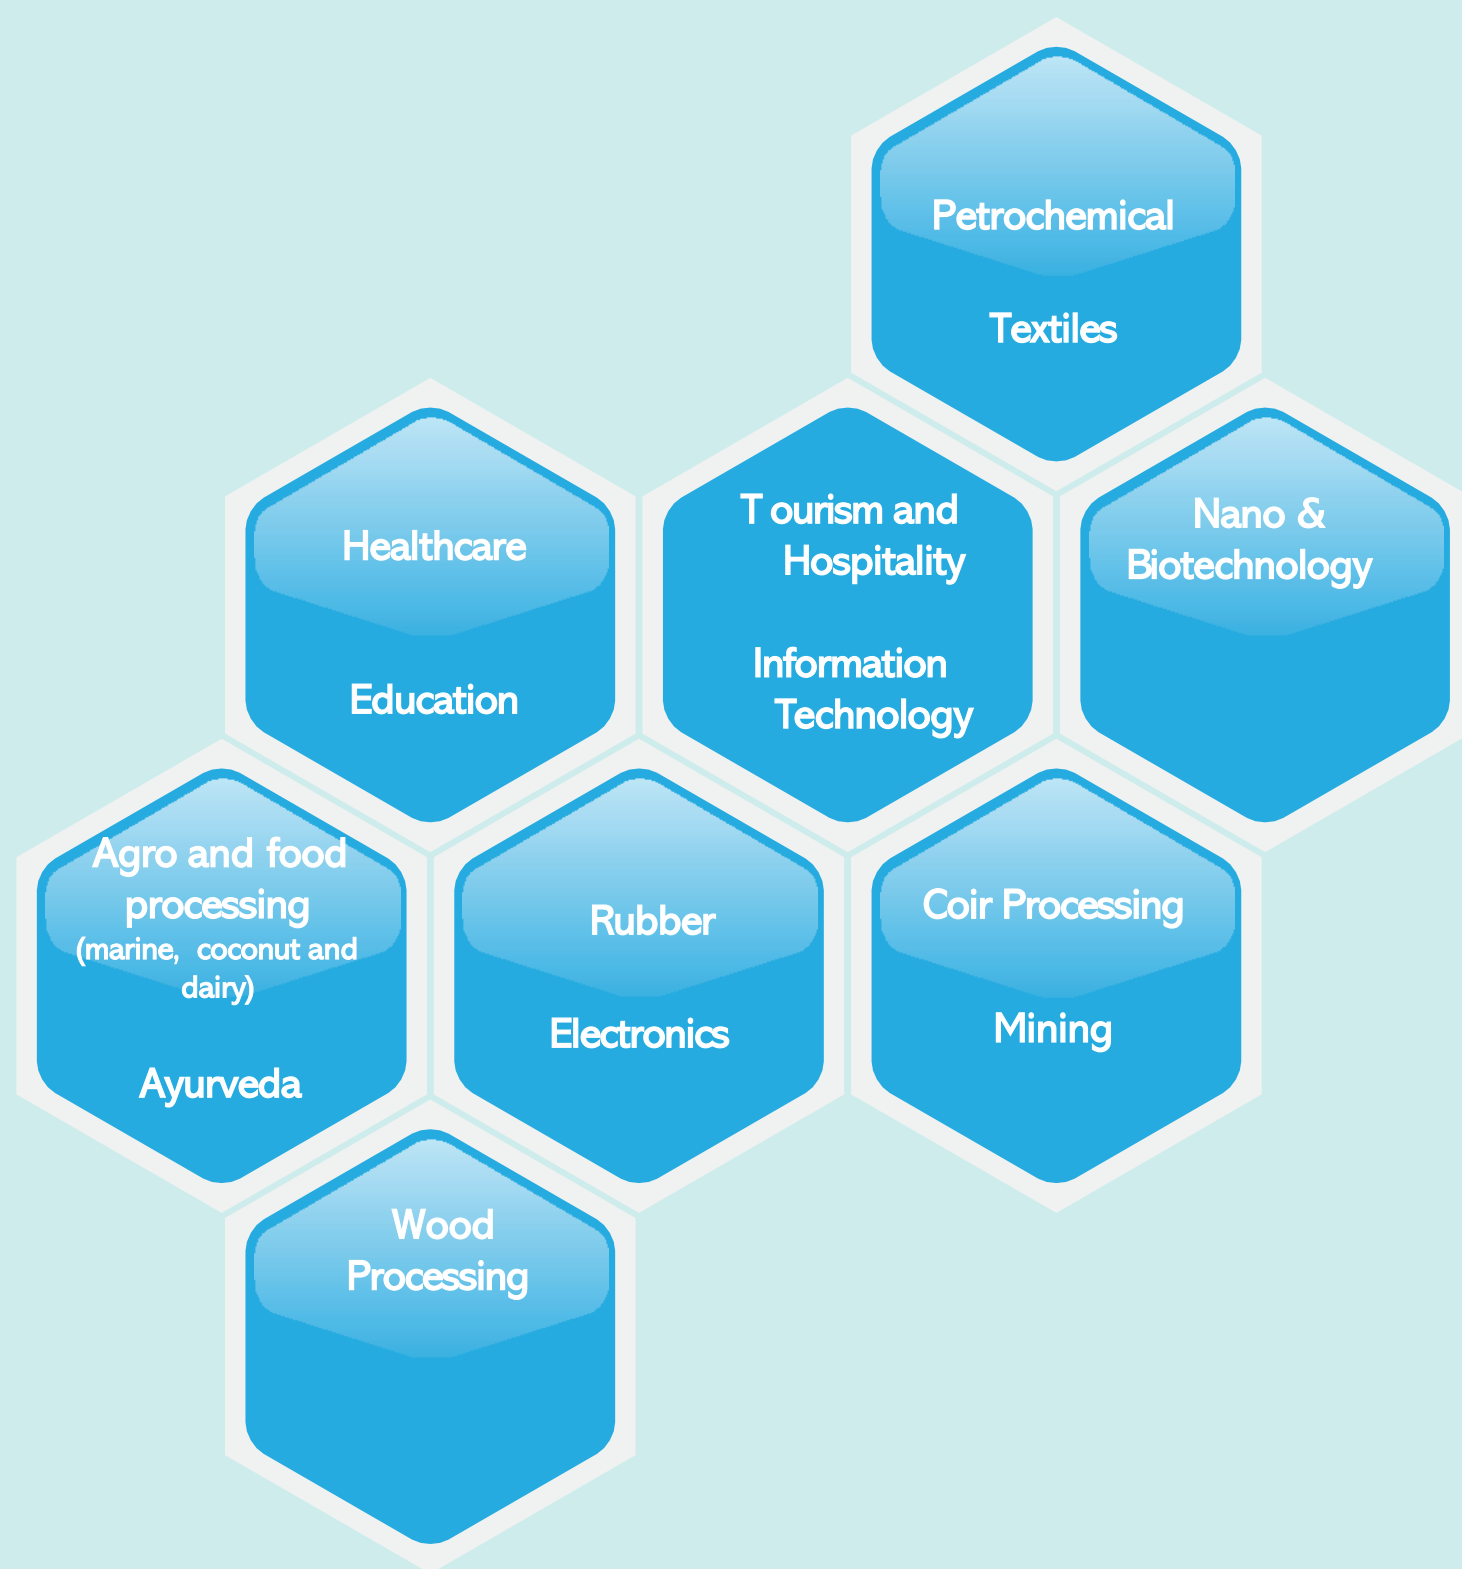 Petrochemical
Textiles
Healthcare
Education
T ourism and
Hospitality
Information
Technology
Nano &
Biotechnology
Agro and food
processing
(marine,  coconut and
dairy)
Ayurveda
Rubber
Electronics
Coir Processing
Mining
Wood
Processing